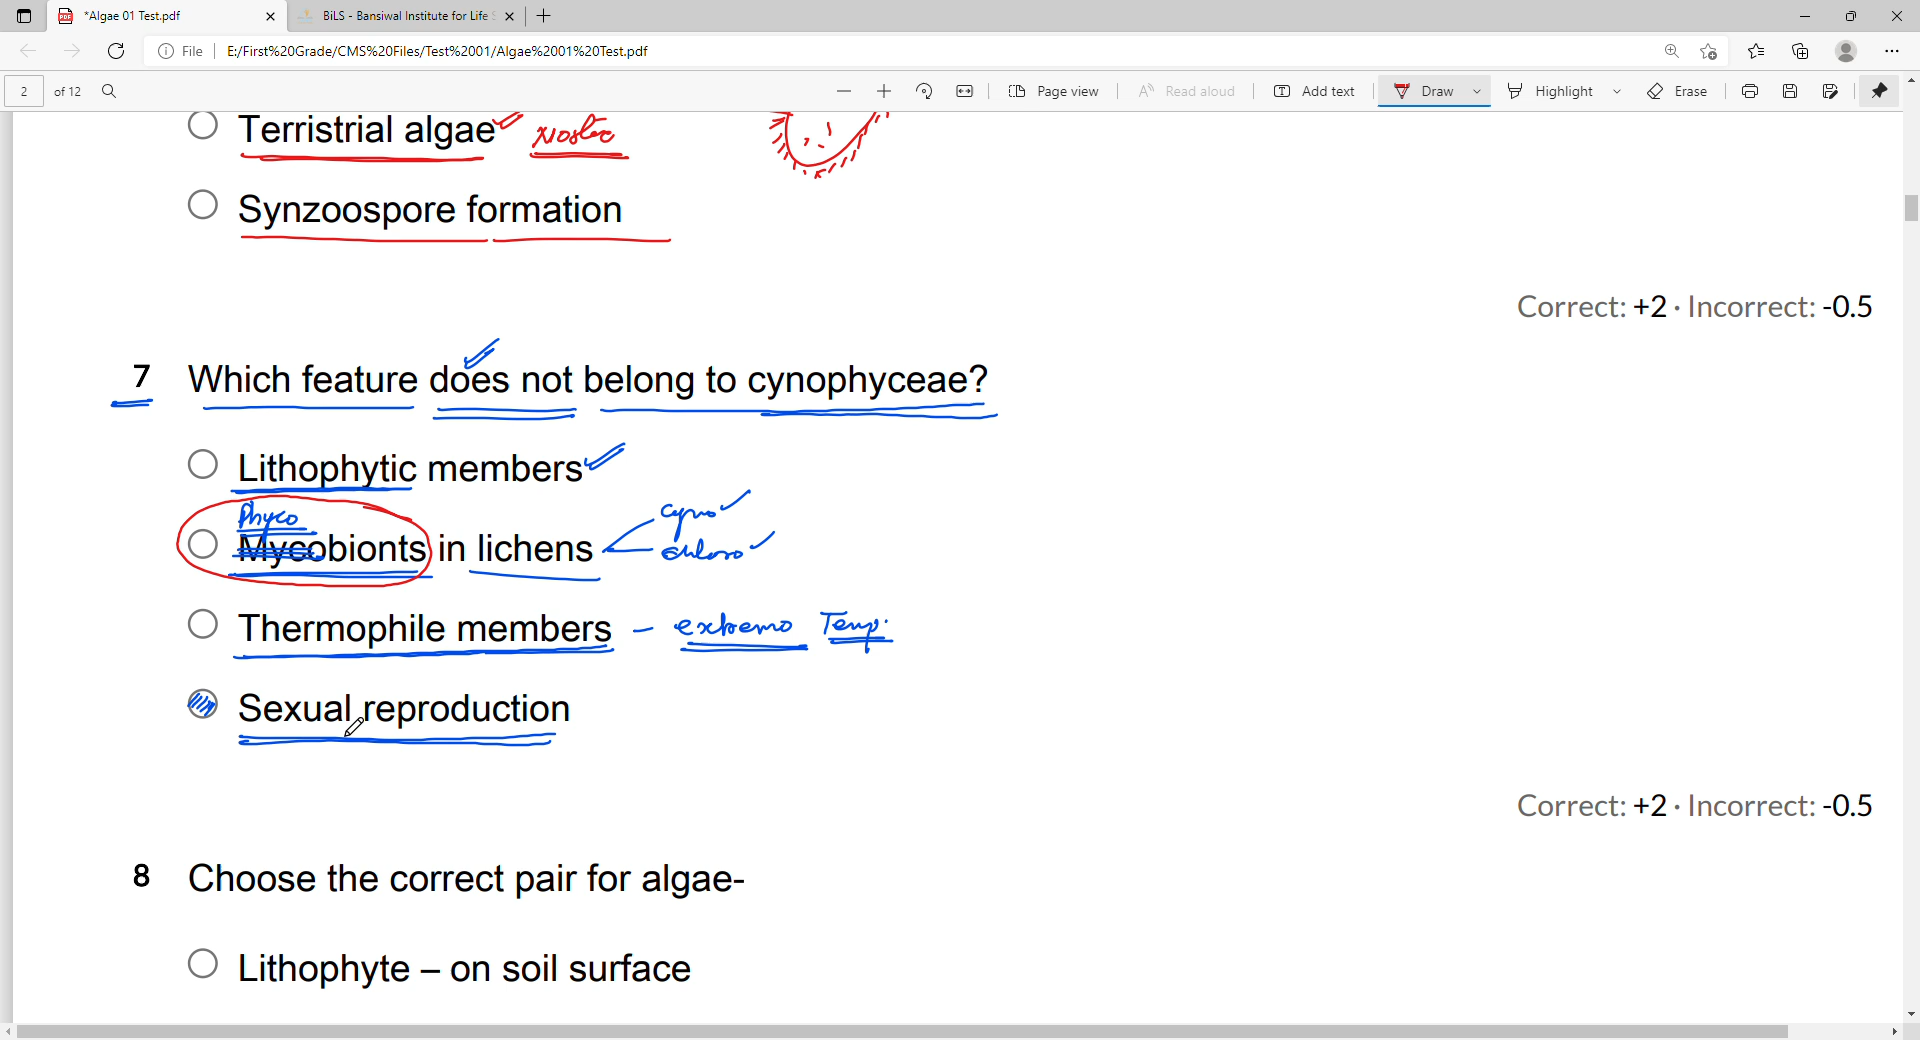 *Algae 01 Test.pdf
BiLS - Bansiwal Institute for Life S
File
E:/First%20Grade/CMS%20Files/Test%2001/Algae%2001%20Test.pdf
2 of 12
Page view
Read aloud
Add text
Draw
Highlight
Erase
Terristrial algae Nostoc
Synzoospore formation
Correct: +2 · Incorrect: -0.5
7 Which feature does not belong to cynophyceae?
Lithophytic members
Phyco
Cyno
Mycobionts in lichens
Chloro
Thermophile members - extremo Temp.
Sexual reproduction
Correct: +2 · Incorrect: -0.5
8 Choose the correct pair for algae-
Lithophyte – on soil surface